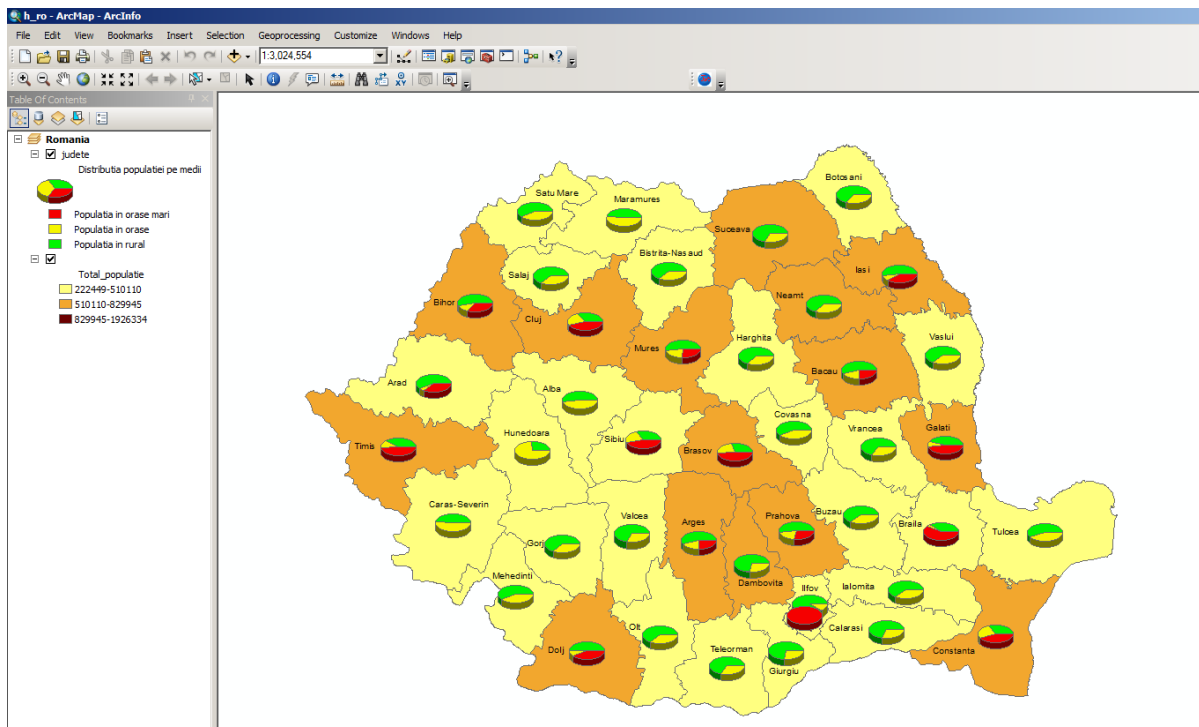 h_ro - ArcMap - ArcInfo
File Edit View Bookmarks Insert Selection Geoprocessing Customize Windows Help
1:3,024,554
Table Of Contents
Romania
judete
Distributia populatiei pe medii
Populatia in orase mari
Populatia in orase
Populatia in rural
Total_populatie
222449-510110
510110-829945
829945-1926334
Botosani
Satu Mare
Maramures
Suceava
Bistrita-Nasaud
Iasi
Salaj
Neamt
Bihor
Cluj
Harghita
Vaslui
Mures
Bacau
Arad
Alba
Covasna
Hunedoara
Vrancea
Galati
Timis
Sibiu
Brasov
Caras-Severin
Valcea
Arges
Prahova
Buzau
Braila
Tulcea
Gorj
Mehedinti
Dambovita
Ilfov
Ialomita
Olt
Calarasi
Dolj
Teleorman
Giurgiu
Constanta